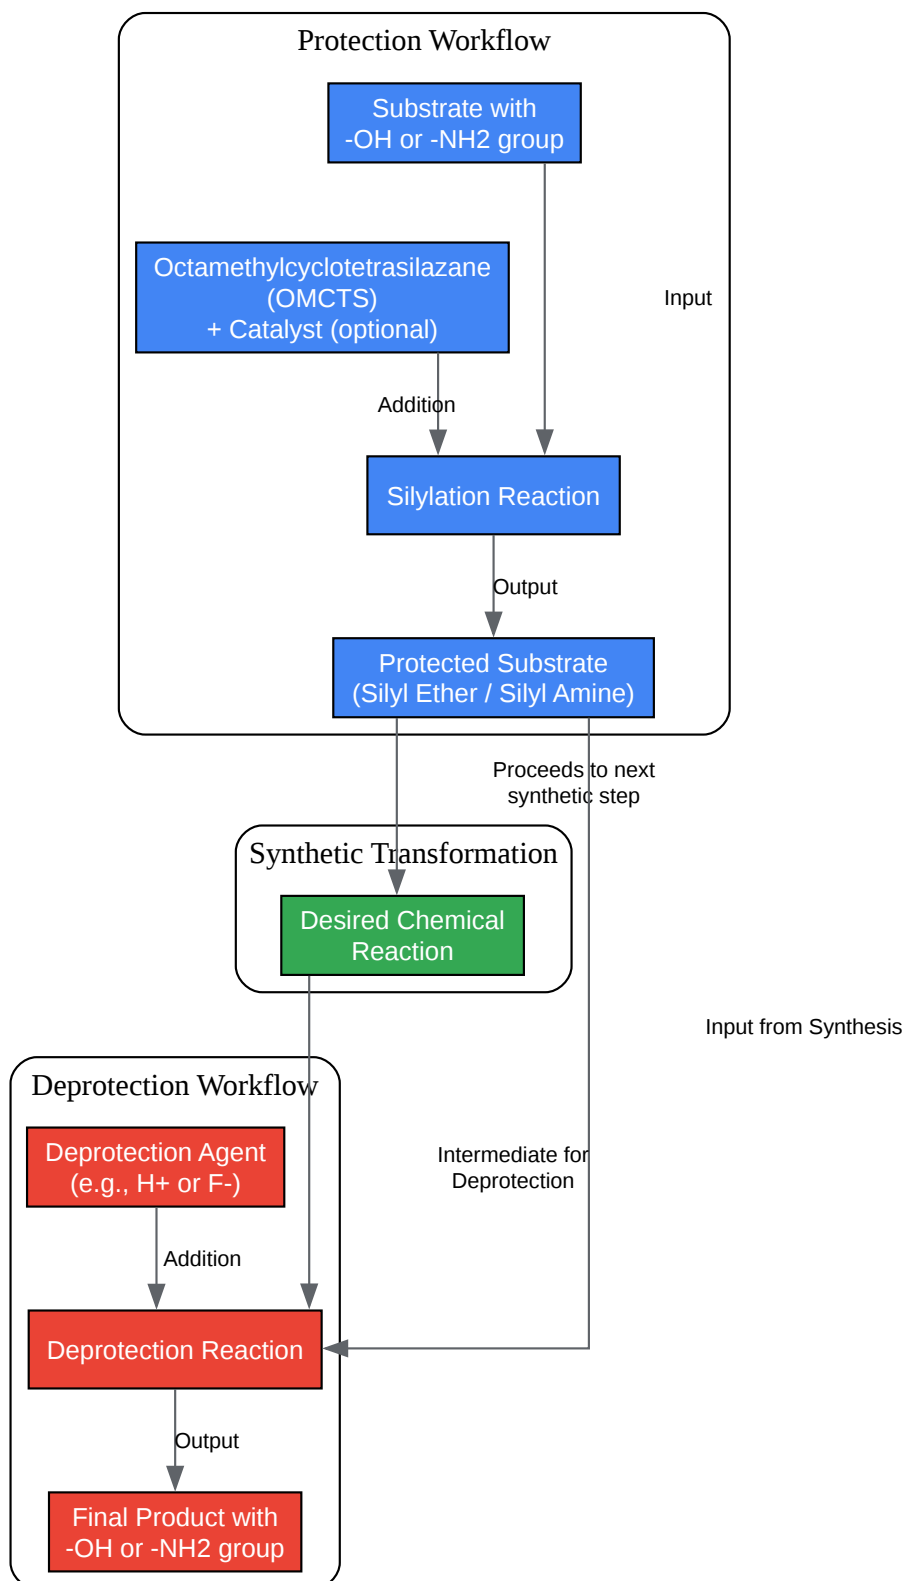 Protection Workflow
Substrate with
-OH or -NH2 group
Octamethylcyclotetrasilazane
(OMCTS)
+ Catalyst (optional)
Input
Addition
Silylation Reaction
Output
Protected Substrate
(Silyl Ether / Silyl Amine)
Proceeds to next
synthetic step
Synthetic Transformation
Desired Chemical
Reaction
Input from Synthesis
Deprotection Workflow
Deprotection Agent
(e.g., H+ or F-)
Intermediate for
Deprotection
Addition
Deprotection Reaction
Output
Final Product with
-OH or -NH2 group